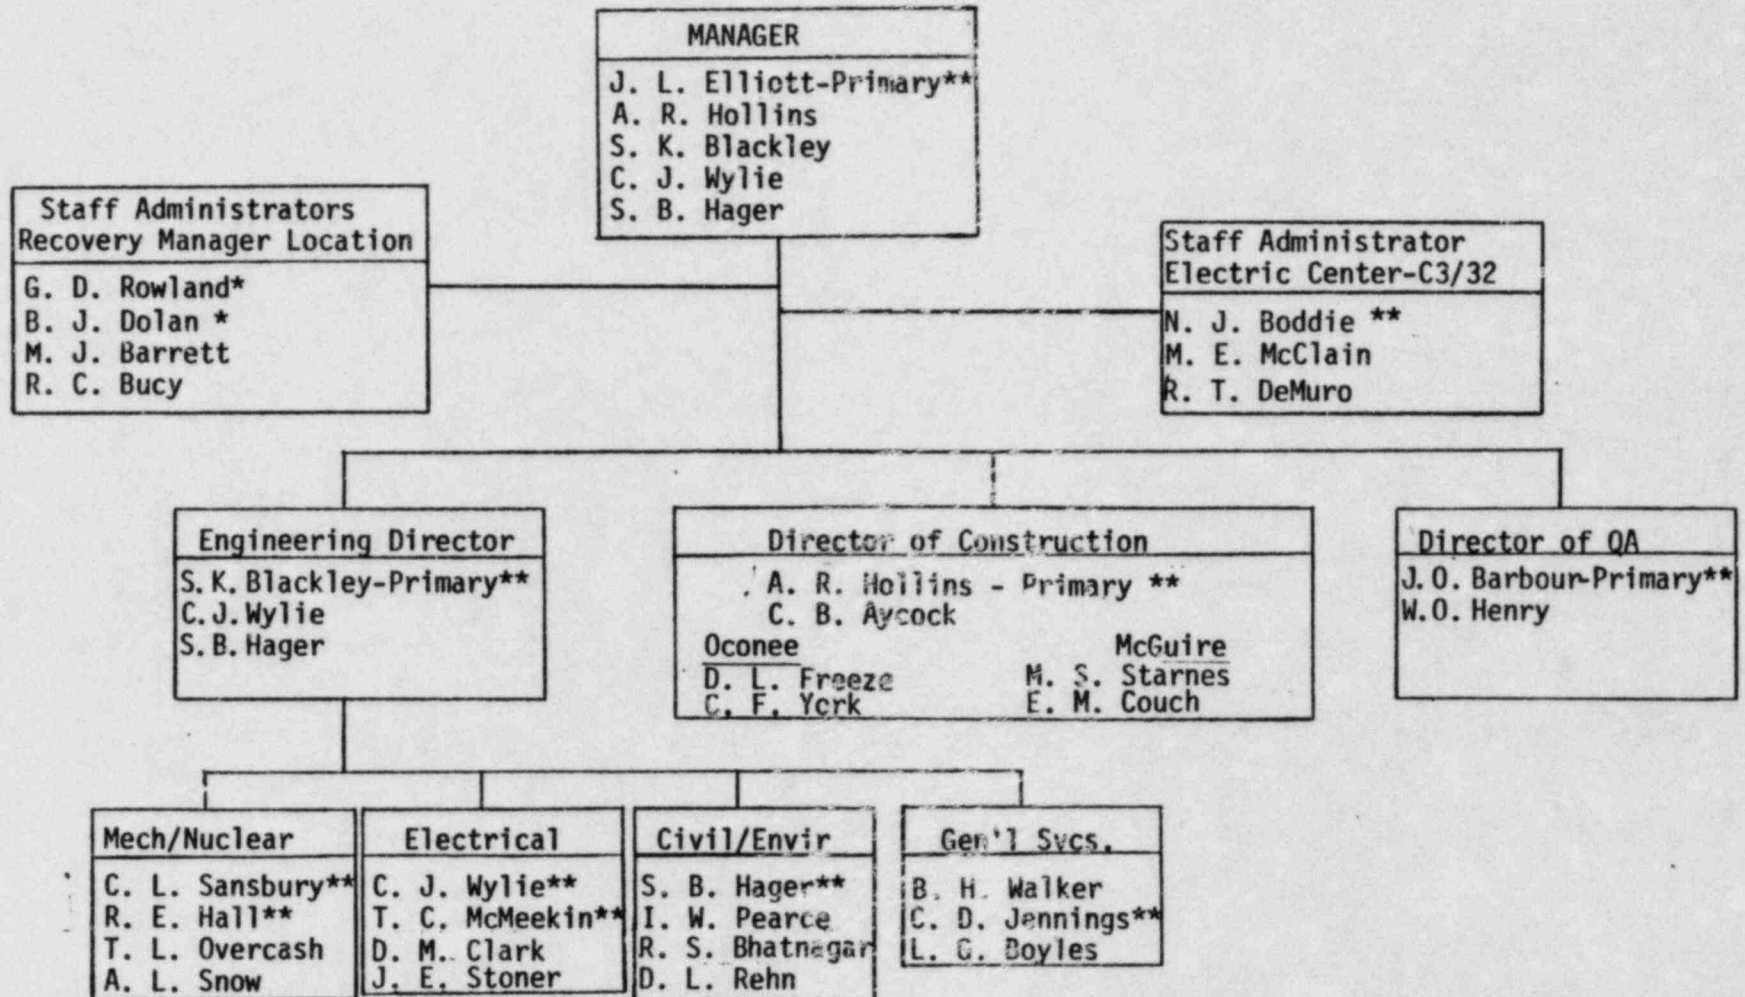 MANAGER
J. L. Elliott-Primary**
A. R. Hollins
S. K. Blackley
C. J. Wylie
S. B. Hager
Staff Administrators
Recovery Manager Location
G. D. Rowland*
B. J. Dolan *
M. J. Barrett
R. C. Bucy
Staff Administrator
Electric Center-C3/32
N. J. Boddie **
M. E. McClain
R. T. DeMuro
Engineering Director
S. K. Blackley-Primary**
C.J. Wylie
S.B. Hager
Director of Construction
A. R. Hollins - Primary **
C. B. Aycock
Oconee
D. L. Freeze
C. F. York
McGuire
M. S. Starnes
E. M. Couch
Director of QA
J.O. Barbour-Primary**
W.O. Henry
Mech/Nuclear
C. L. Sansbury**
R. E. Hall**
T. L. Overcash
A. L. Snow
Electrical
C. J. Wylie**
T. C. McMeekin**
D. M. Clark
J. E. Stoner
Civil/Envir
S. B. Hager**
I. W. Pearce
R. S. Bhatnagar
D. L. Rehn
Gen'l Svcs.
B. H. Walker
C. D. Jennings**
L. G. Boyles